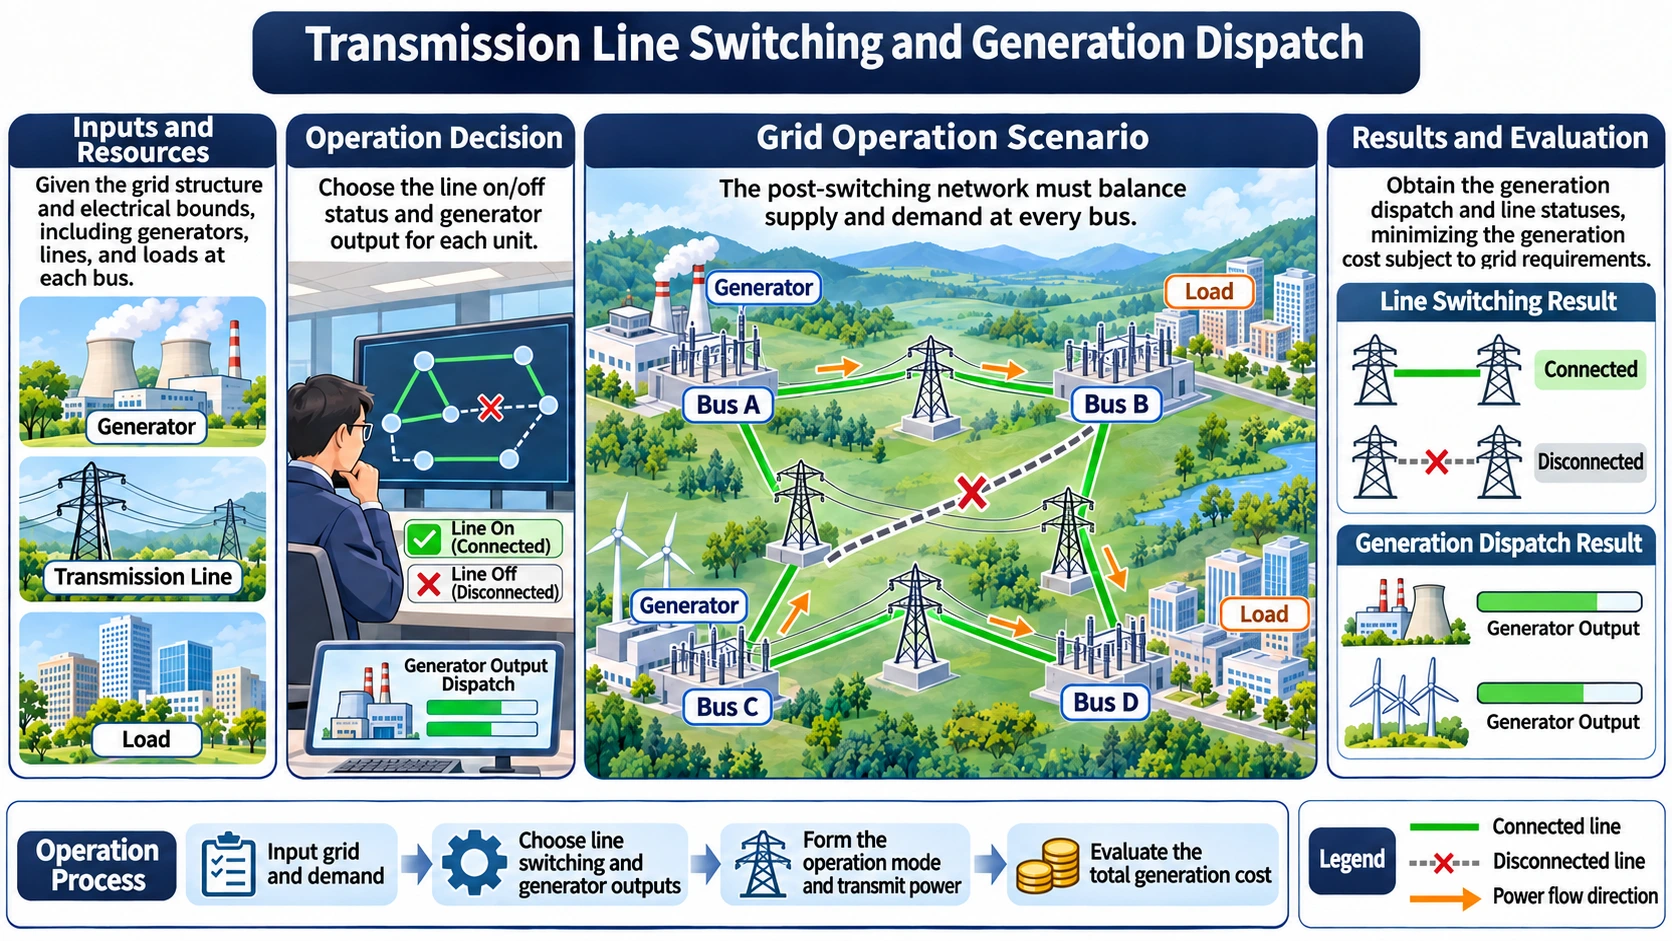 Transmission Line Switching and Generation Dispatch
Inputs and
Resources
Given the grid structure
and electrical bounds,
including generators,
lines, and loads at
each bus.
Generator
Transmission Line
Load
Operation Decision
Choose the line on/off
status and generator
output for each unit.
Line On
(Connected)
Line Off
(Disconnected)
Generator Output
Dispatch
Grid Operation Scenario
The post-switching network must balance
supply and demand at every bus.
Generator
Load
Bus A
Bus B
Generator
Load
Bus C
Bus D
Results and Evaluation
Obtain the generation
dispatch and line statuses,
minimizing the generation
cost subject to grid requirements.
Line Switching Result
Connected
Disconnected
Generation Dispatch Result
Generator Output
Generator Output
Operation
Process
Input grid
and demand
Choose line
switching and
generator outputs
Form the
operation mode
and transmit power
Evaluate the
total generation cost
Legend
Connected line
Disconnected line
Power flow direction